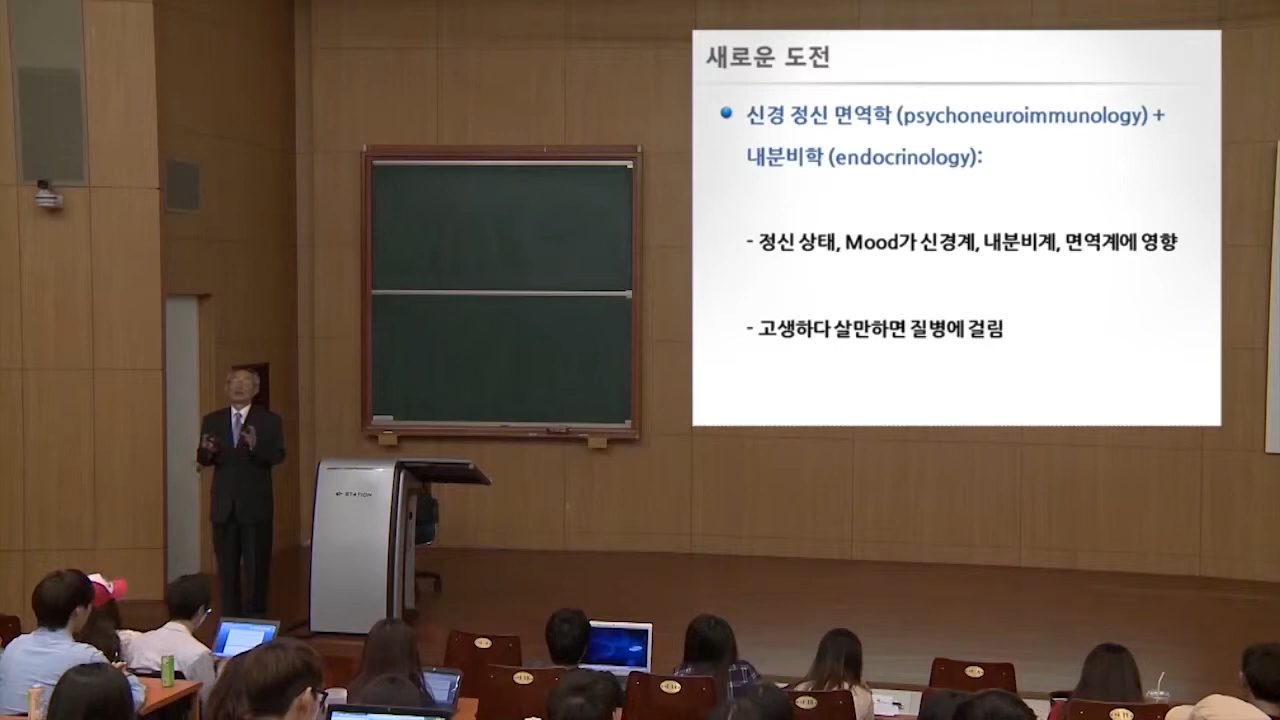 새로운 도전
신경 정신 면역학 (psychoneuroimmunology) +
내분비학 (endocrinology):
- 정신 상태, Mood가 신경계, 내분비계, 면역계에 영향
- 고생하다 살만하면 질병에 걸림
e-STATION